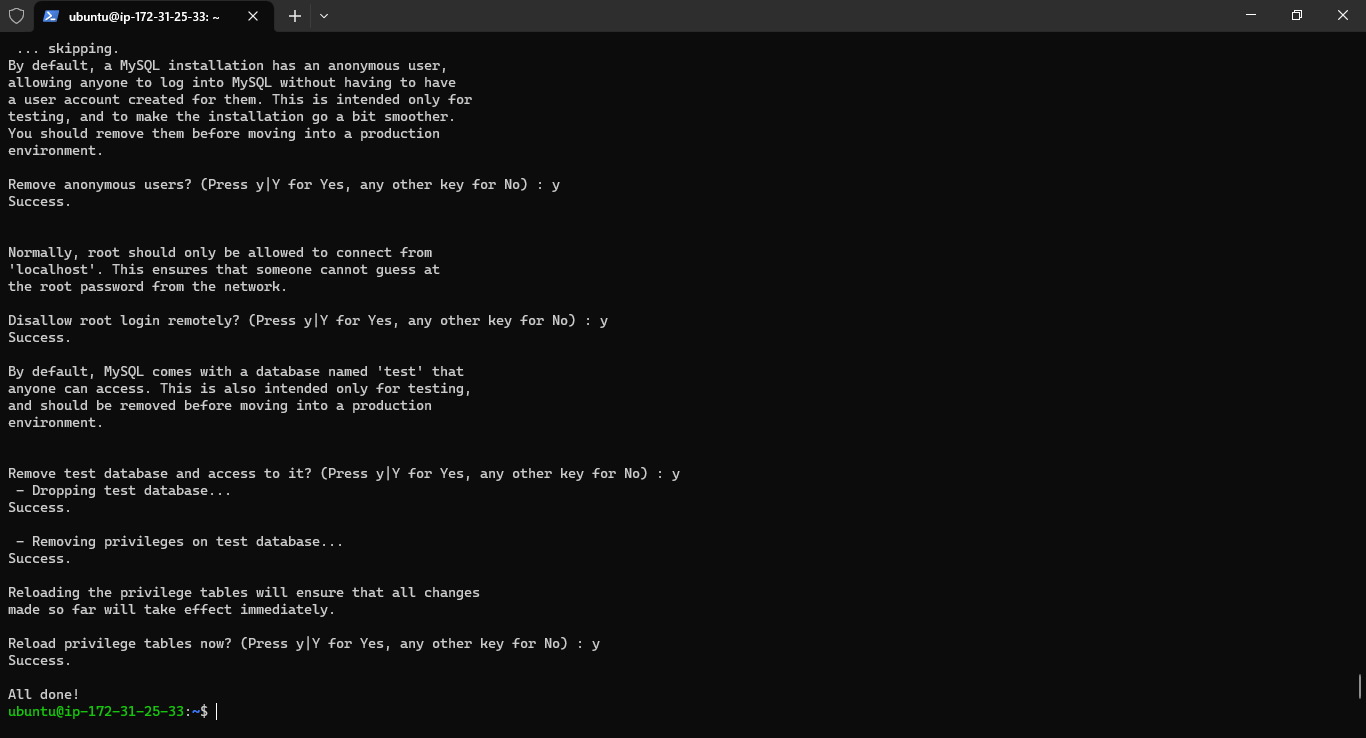 ubuntu@ip-172-31-25-33: ~
... skipping.
By default, a MySQL installation has an anonymous user,
allowing anyone to log into MySQL without having to have
a user account created for them. This is intended only for
testing, and to make the installation go a bit smoother.
You should remove them before moving into a production
environment.
Remove anonymous users? (Press y|Y for Yes, any other key for No) : y
Success.
Normally, root should only be allowed to connect from
'localhost'. This ensures that someone cannot guess at
the root password from the network.
Disallow root login remotely? (Press y|Y for Yes, any other key for No) : y
Success.
By default, MySQL comes with a database named 'test' that
anyone can access. This is also intended only for testing,
and should be removed before moving into a production
environment.
Remove test database and access to it? (Press y|Y for Yes, any other key for No) : y
- Dropping test database...
Success.
- Removing privileges on test database...
Success.
Reloading the privilege tables will ensure that all changes
made so far will take effect immediately.
Reload privilege tables now? (Press y|Y for Yes, any other key for No) : y
Success.
All done!
ubuntu@ip-172-31-25-33:~$